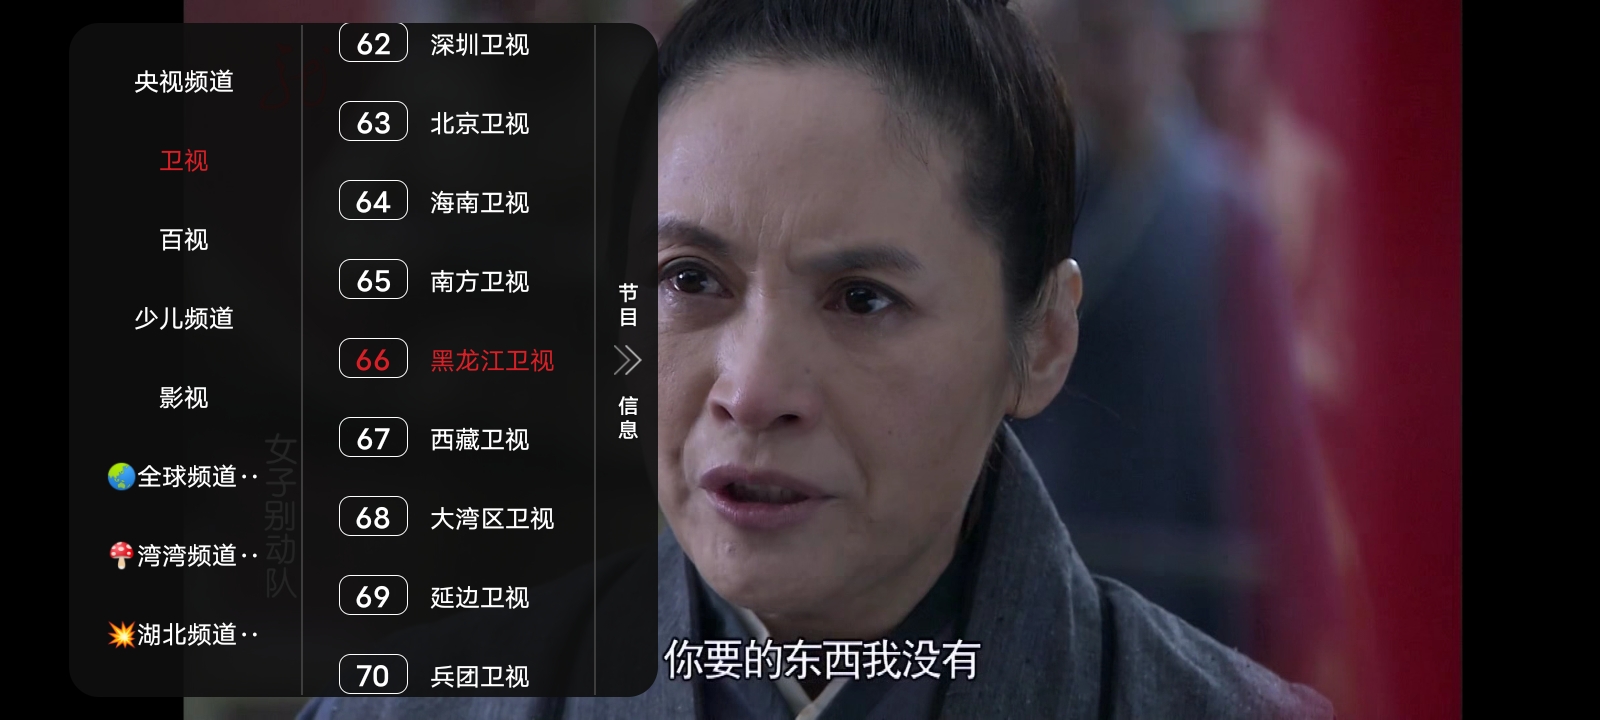 央视频道
卫视
百视
少儿频道
影视
🌏全球频道··
🍄湾湾频道··
💥湖北频道··
62 深圳卫视
63 北京卫视
64 海南卫视
65 南方卫视
66 黑龙江卫视
67 西藏卫视
68 大湾区卫视
69 延边卫视
70 兵团卫视
节目
信息
女子别动队
你要的东西我没有